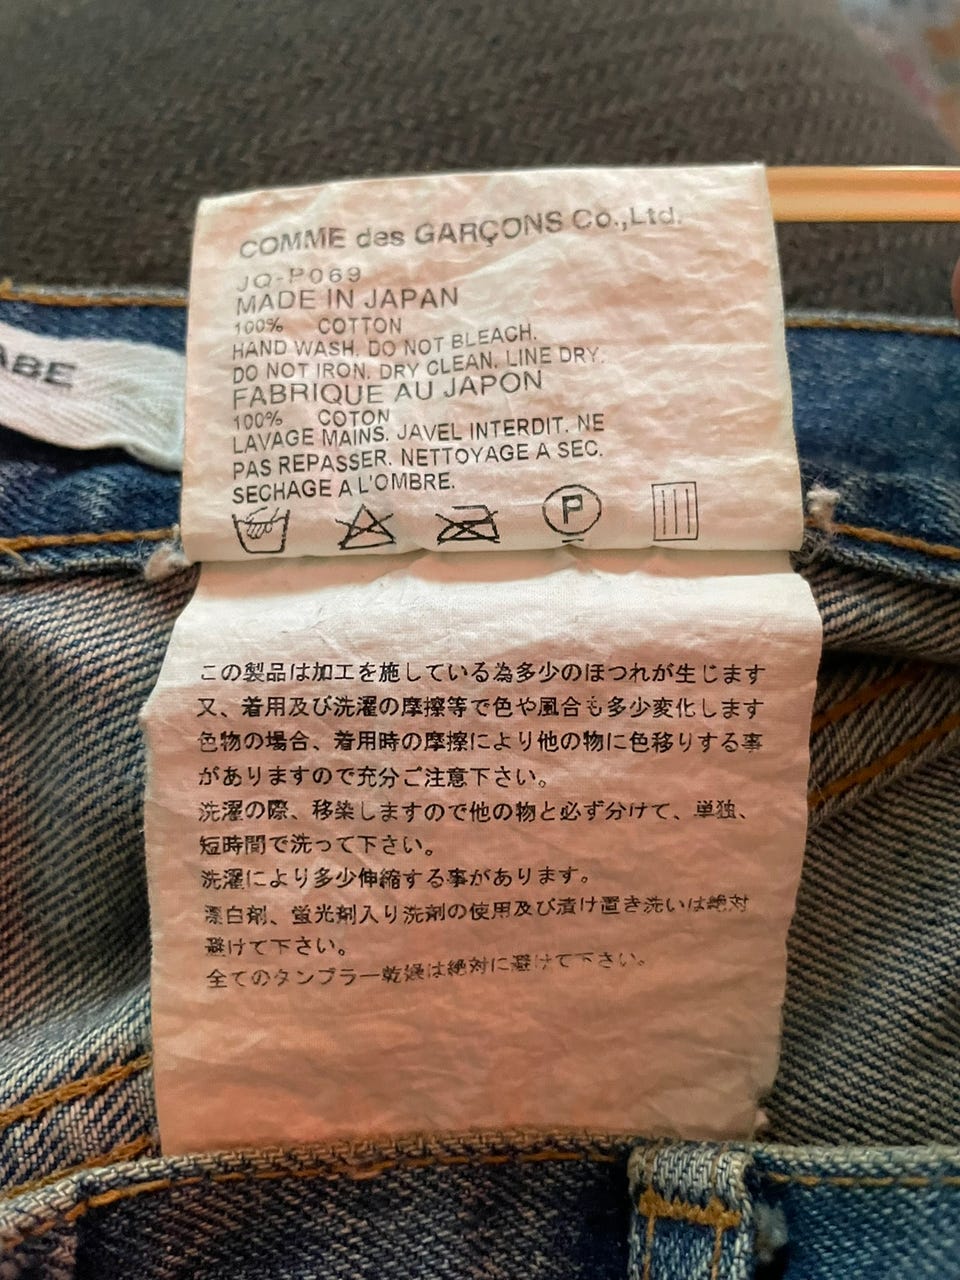 COMME des GARÇONS Co.,Ltd.
JQ-P069
MADE IN JAPAN
100% COTTON
HAND WASH. DO NOT BLEACH.
DO NOT IRON. DRY CLEAN. LINE DRY.
FABRIQUE AU JAPON
100% COTON
LAVAGE MAINS. JAVEL INTERDIT. NE
PAS REPASSER. NETTOYAGE A SEC.
SECHAGE A L'OMBRE.
P
ABE
この製品は加工を施している為多少のほつれが生じます
又、着用及び洗濯の摩擦等で色や風合も多少変化します
色物の場合、着用時の摩擦により他の物に色移りする事
がありますので充分ご注意下さい。
洗濯の際、移染しますので他の物と必ず分けて、単独、
短時間で洗って下さい。
洗濯により多少伸縮する事があります。
漂白剤、蛍光剤入り洗剤の使用及び漬け置き洗いは絶対
避けて下さい。
全てのタンブラー乾燥は絶対に避けて下さい。